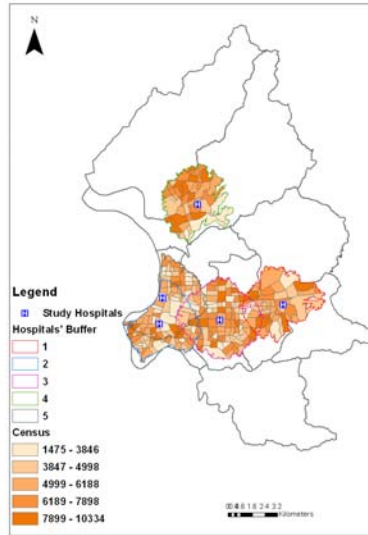 N
H
H
H
H
H
Legend
H Study Hospitals
Hospitals' Buffer
1
2
3
4
5
Census
1475 - 3846
3847 - 4998
4999 - 6188
6189 - 7898
7899 - 10334
Kilometers